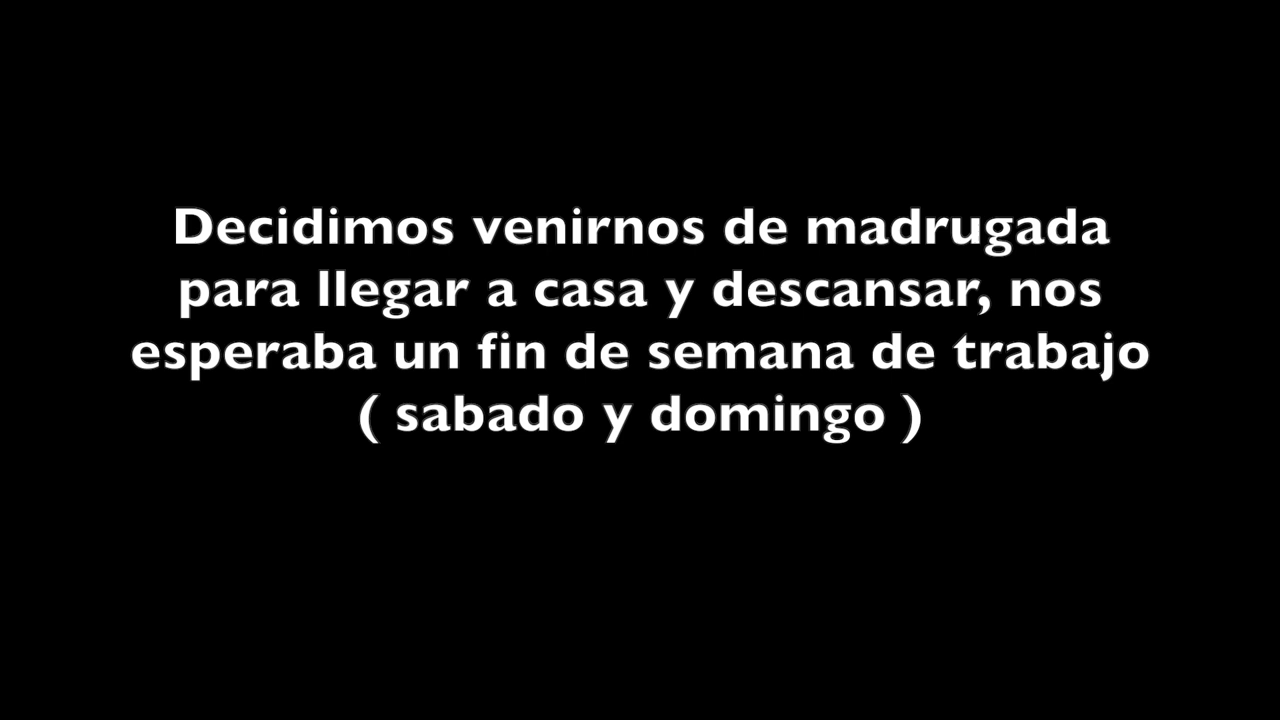 Decidimos venirnos de madrugada
para llegar a casa y descansar, nos
esperaba un fin de semana de trabajo
( sabado y domingo )